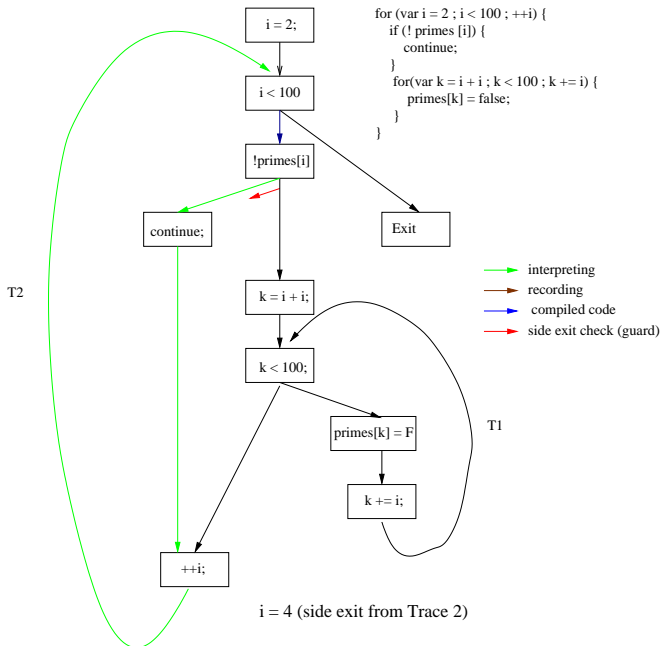 i = 2;
for (var i = 2 ; i < 100 ; ++i) {
if (! primes [i]) {
continue;
}
for(var k = i + i ; k < 100 ; k += i) {
primes[k] = false;
}
}
i < 100
!primes[i]
continue;
Exit
interpreting
recording
compiled code
side exit check (guard)
T2
k = i + i;
k < 100;
primes[k] = F
T1
k += i;
++i;
i = 4 (side exit from Trace 2)